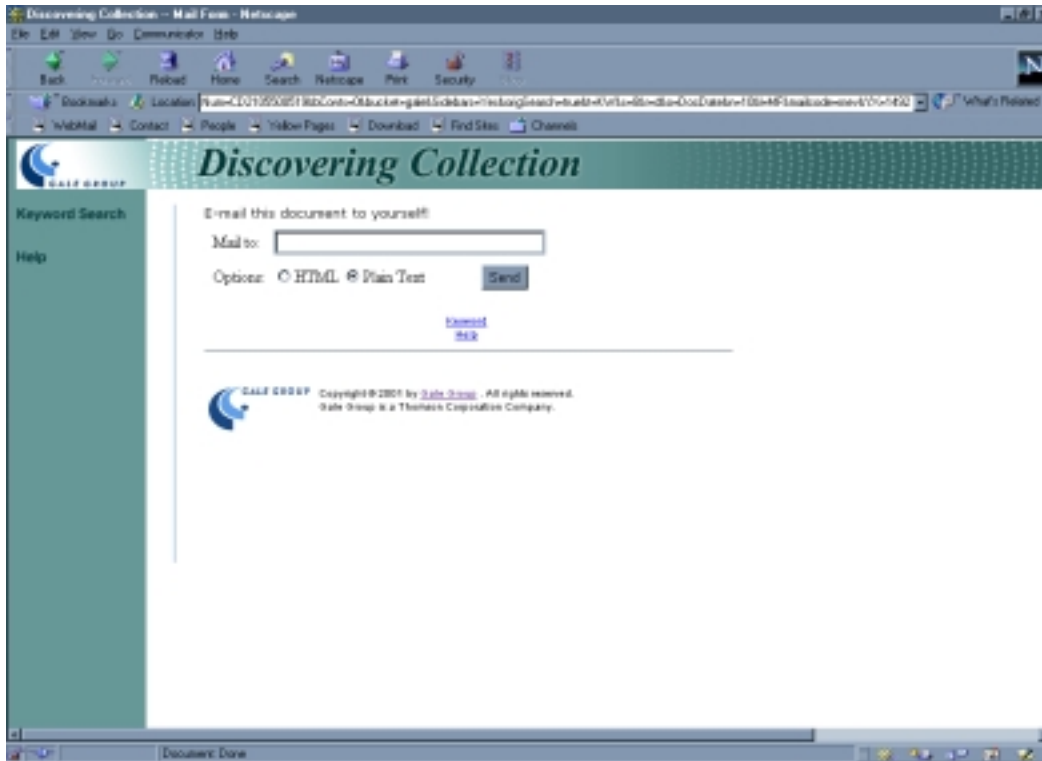 Discovering Collection -- Mail Form - Netscape
File Edit View Go Communicator Help
Back Reload Home Search Netscape Print Security
Bookmarks Location What's Related
WebMail Contact People Yellow Pages Download Find Sites Channels
GALE GROUP
Discovering Collection
Keyword Search
Help
E-mail this document to yourself!
Mail to:
Options: HTML Plain Text Send
Keyword
Help
GALE GROUP
Copyright © 2001 by Gale Group . All rights reserved.
Gale Group is a Thomson Corporation Company.
Document: Done